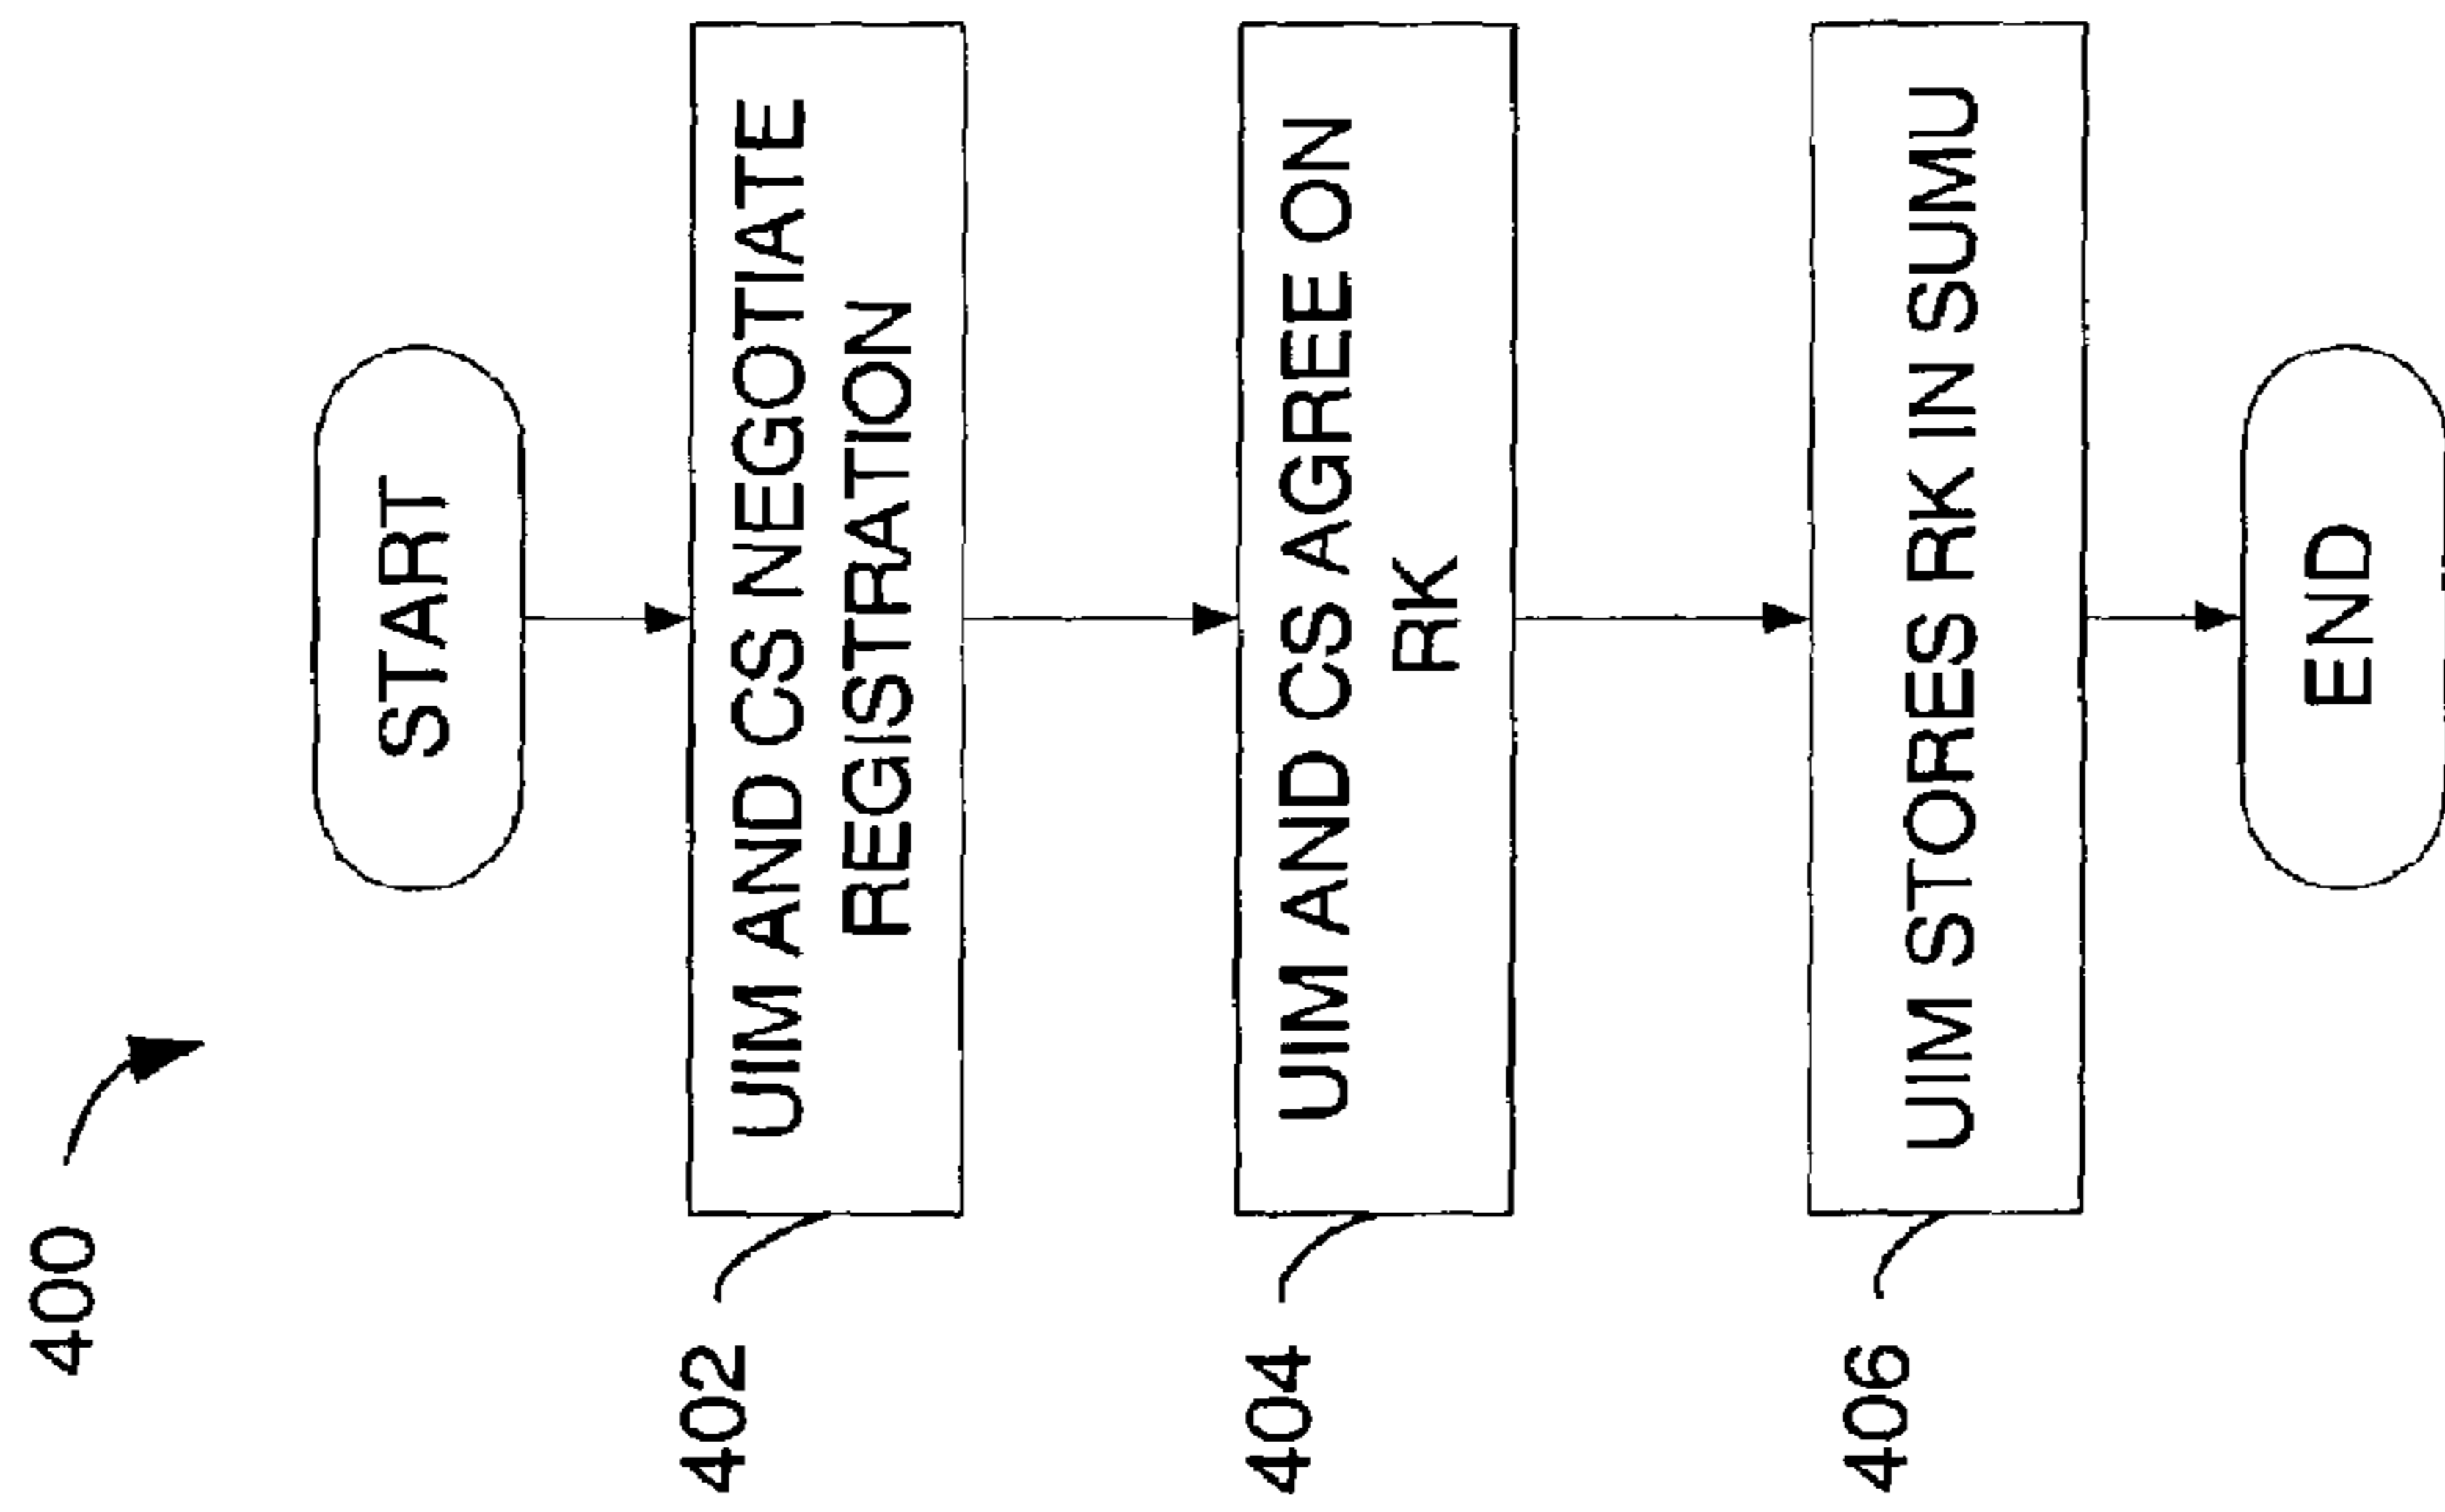 400
START
402
UIM AND CS NEGOTIATE
REGISTRATION
404
UIM AND CS AGREE ON
RK
406
UIM STORES RK IN SUMU
END